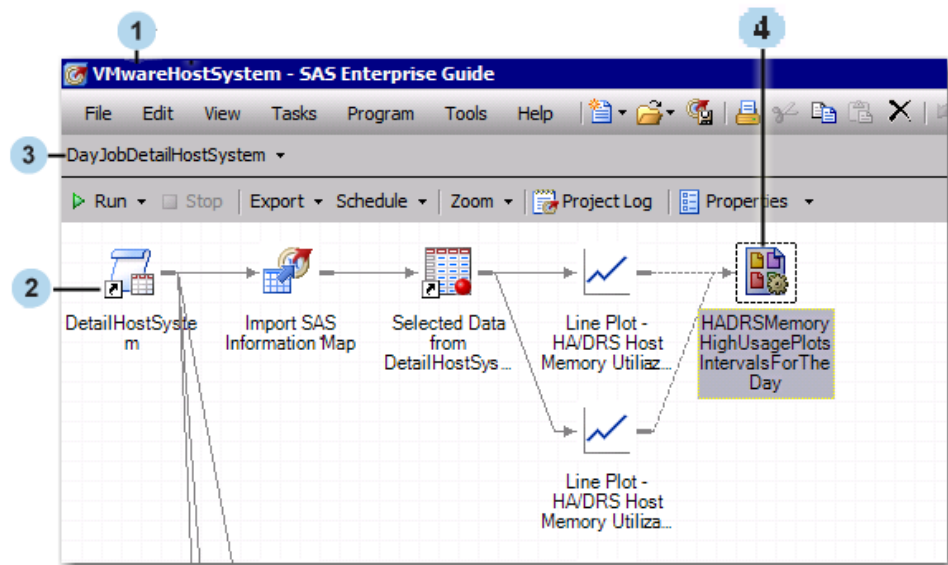 1
4
VMwareHostSystem - SAS Enterprise Guide
File Edit View Tasks Program Tools Help
3
DayJobDetailHostSystem
Run Stop Export Schedule Zoom Project Log Properties
2
DetailHostSyste
m
Import SAS
Information Map
Selected Data
from
DetailHostSys...
Line Plot -
HA/DRS Host
Memory Utilizaz...
HADRSMemory
HighUsagePlots
IntervalsForThe
Day
Line Plot -
HA/DRS Host
Memory Utiliza...